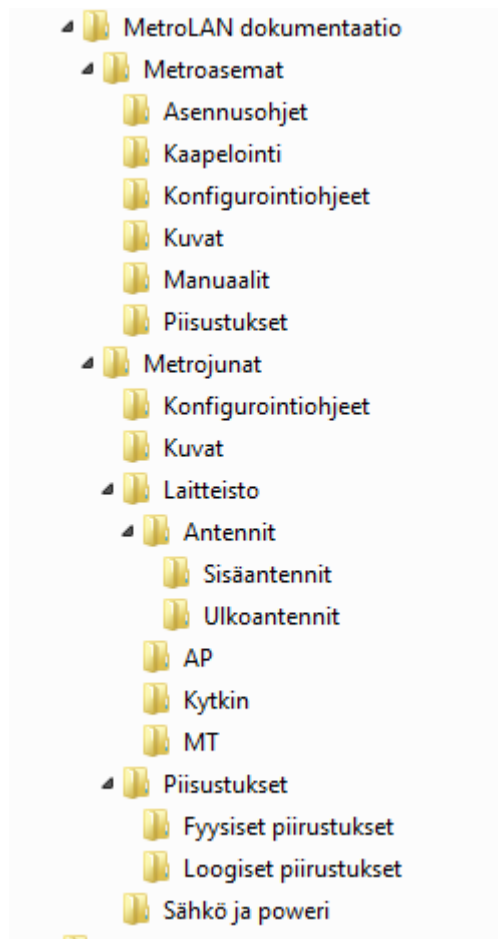 MetroLAN dokumentaatio
Metroasemat
Asennusohjet
Kaapelointi
Konfigurointiohjeet
Kuvat
Manuaalit
Piisustukset
Metrojunat
Konfigurointiohjeet
Kuvat
Laitteisto
Antennit
Sisäantennit
Ulkoantennit
AP
Kytkin
MT
Piisustukset
Fyysiset piirustukset
Loogiset piirustukset
Sähkö ja poweri